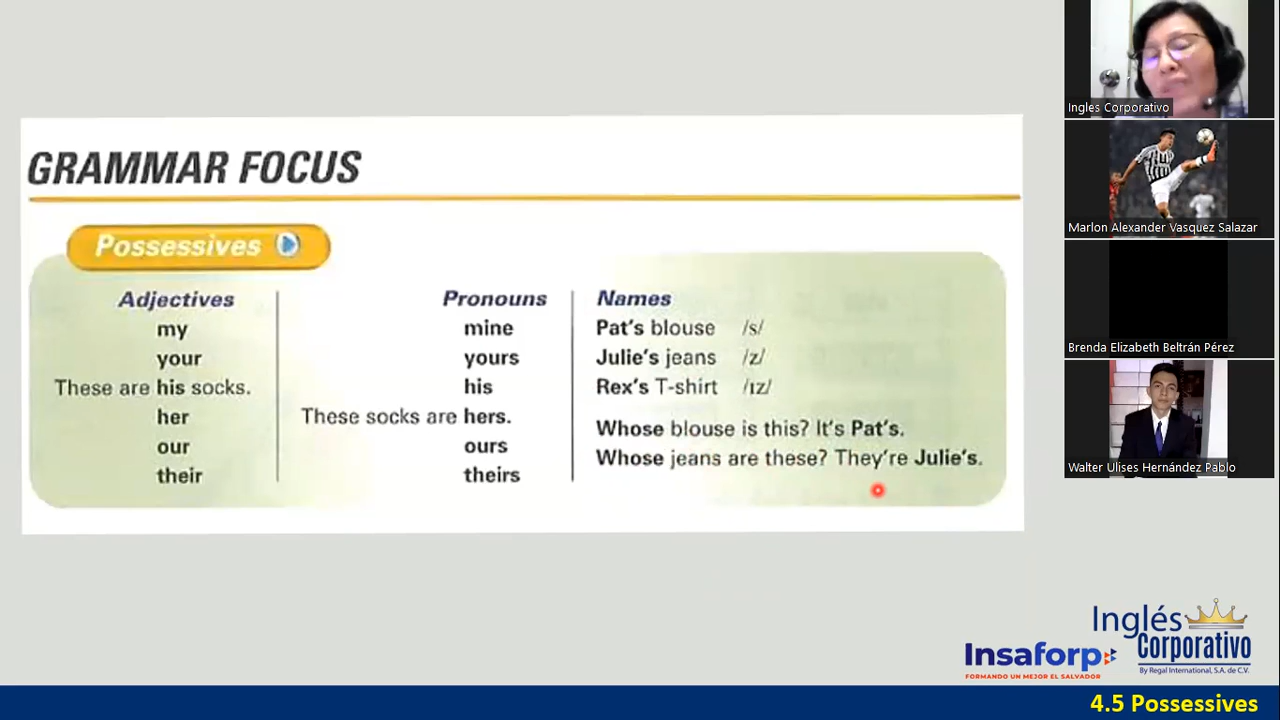 GRAMMAR FOCUS
Possessives
Adjectives
my
your
These are his socks.
her
our
their
Pronouns
mine
yours
his
These socks are hers.
ours
theirs
Names
Pat's blouse /s/
Julie's jeans /z/
Rex's T-shirt /ɪz/
Whose blouse is this? It's Pat's.
Whose jeans are these? They're Julie's.
Ingles Corporativo
Marlon Alexander Vasquez Salazar
Brenda Elizabeth Beltrán Pérez
Walter Ulises Hernández Pablo
Insaforp
FORMANDO UN MEJOR EL SALVADOR
Inglés
Corporativo
By Regal International, S.A. de C.V.
4.5 Possessives